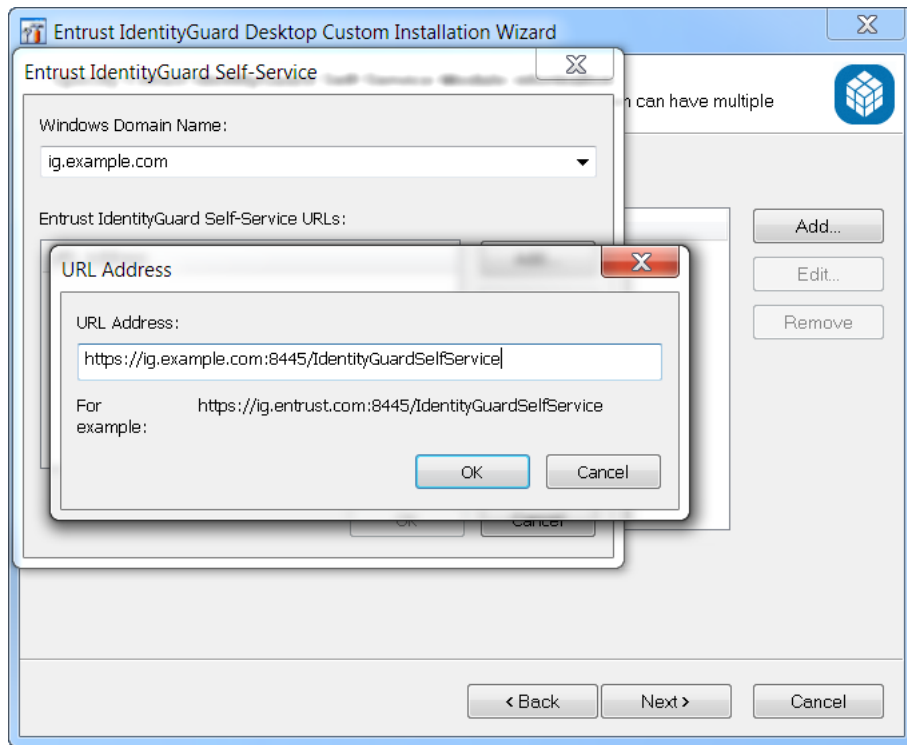 Entrust IdentityGuard Desktop Custom Installation Wizard
Entrust IdentityGuard Self-Service
can have multiple
Windows Domain Name:
ig.example.com
Entrust IdentityGuard Self-Service URLs:
Add...
Edit...
Remove
URL Address
URL Address:
https://ig.example.com:8445/IdentityGuardSelfService
For example:
https://ig.entrust.com:8445/IdentityGuardSelfService
OK
Cancel
OK
Cancel
< Back
Next >
Cancel